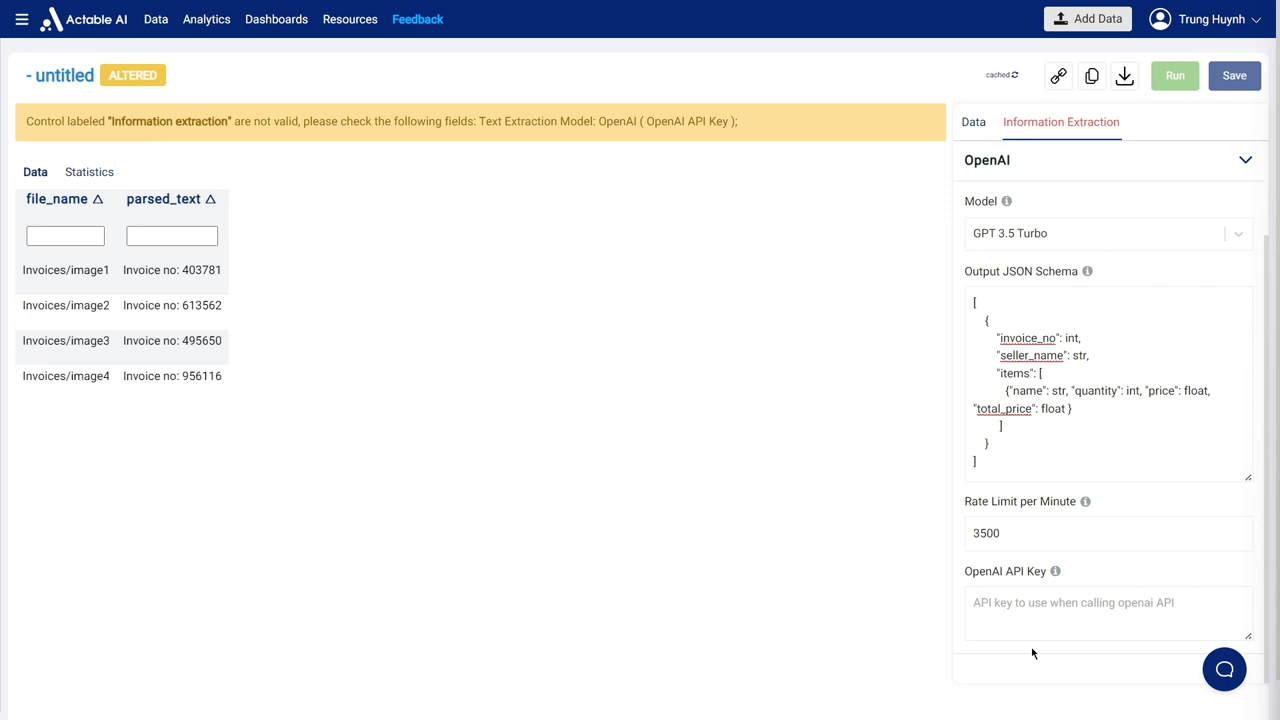 Actable AI Data Analytics Dashboards Resources Feedback Add Data Trung Huynh
- untitled ALTERED cached Run Save
Control labeled "Information extraction" are not valid, please check the following fields: Text Extraction Model: OpenAI ( OpenAI API Key );
Data Statistics
file_name parsed_text
Invoices/image1 Invoice no: 403781
Invoices/image2 Invoice no: 613562
Invoices/image3 Invoice no: 495650
Invoices/image4 Invoice no: 956116
Data Information Extraction
OpenAI
Model
GPT 3.5 Turbo
Output JSON Schema
[
{
"invoice_no": int,
"seller_name": str,
"items": [
{"name": str, "quantity": int, "price": float,
"total_price": float }
]
}
]
Rate Limit per Minute
3500
OpenAI API Key
API key to use when calling openai API